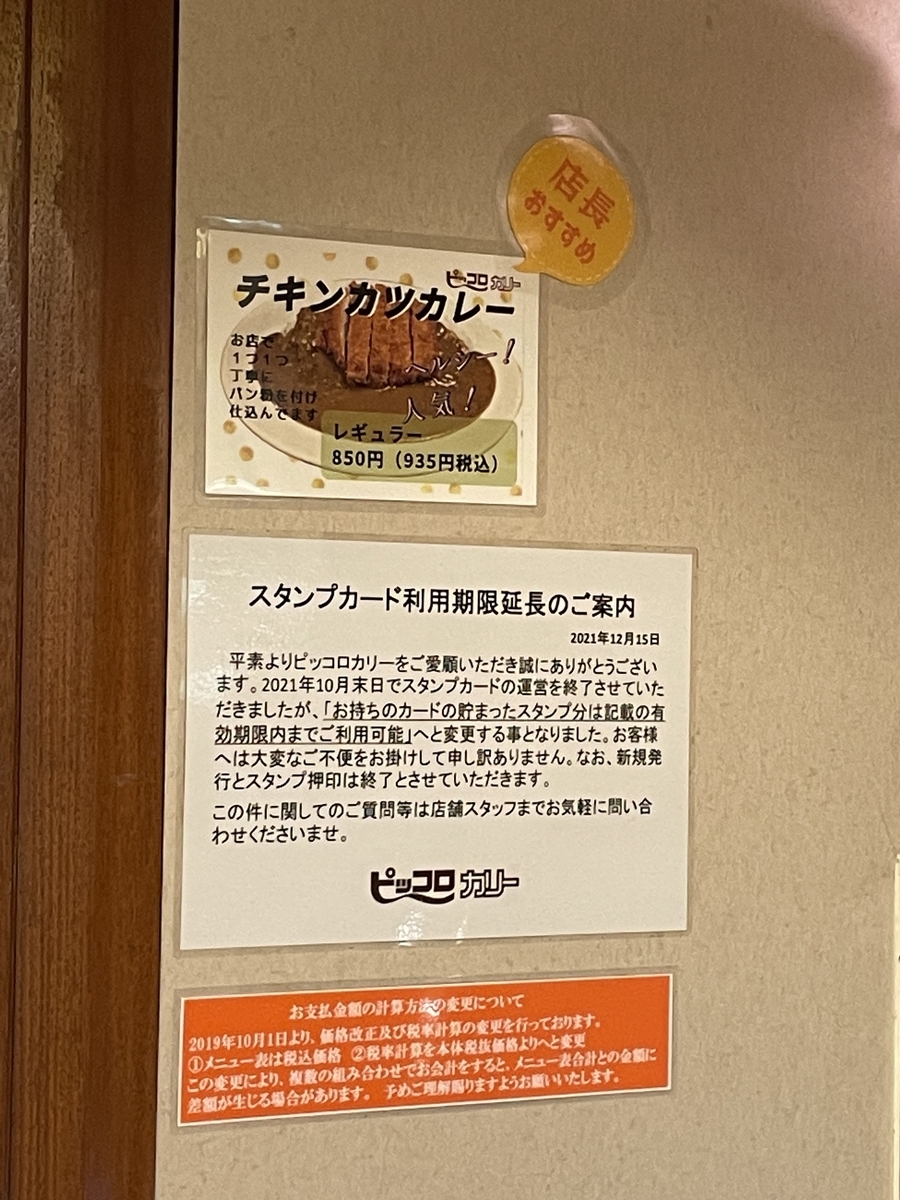 店長
おすすめ
ピッコロ カリー
チキンカツカレー
お店で
1つ1つ
丁寧に
パン粉を付け
仕込んでます
ヘルシー!
人気!
レギュラー
850円(935円税込)
スタンプカード利用期限延長のご案内
2021年12月15日
平素よりピッコロカリーをご愛顧いただき誠にありがとうござい
ます。2021年10月末日でスタンプカードの運営を終了させていた
だきましたが、「お持ちのカードの貯まったスタンプ分は記載の有
効期限内までご利用可能」へと変更する事となりました。お客様
へは大変なご不便をお掛けして申し訳ありません。なお、新規発
行とスタンプ押印は終了とさせていただきます。
この件に関してのご質問等は店舗スタッフまでお気軽に問い合
わせくださいませ。
ピッコロ カリー
お支払金額の計算方法の変更について
2019年10月1日より、価格改正及び税率計算の変更を行っております。
①メニュー表は税込価格 ②税率計算を本体税抜価格よりへと変更
この変更により、複数の組み合わせでお会計をすると、メニュー表合計との金額に
差額が生じる場合があります。 予めご理解賜りますようお願いいたします。